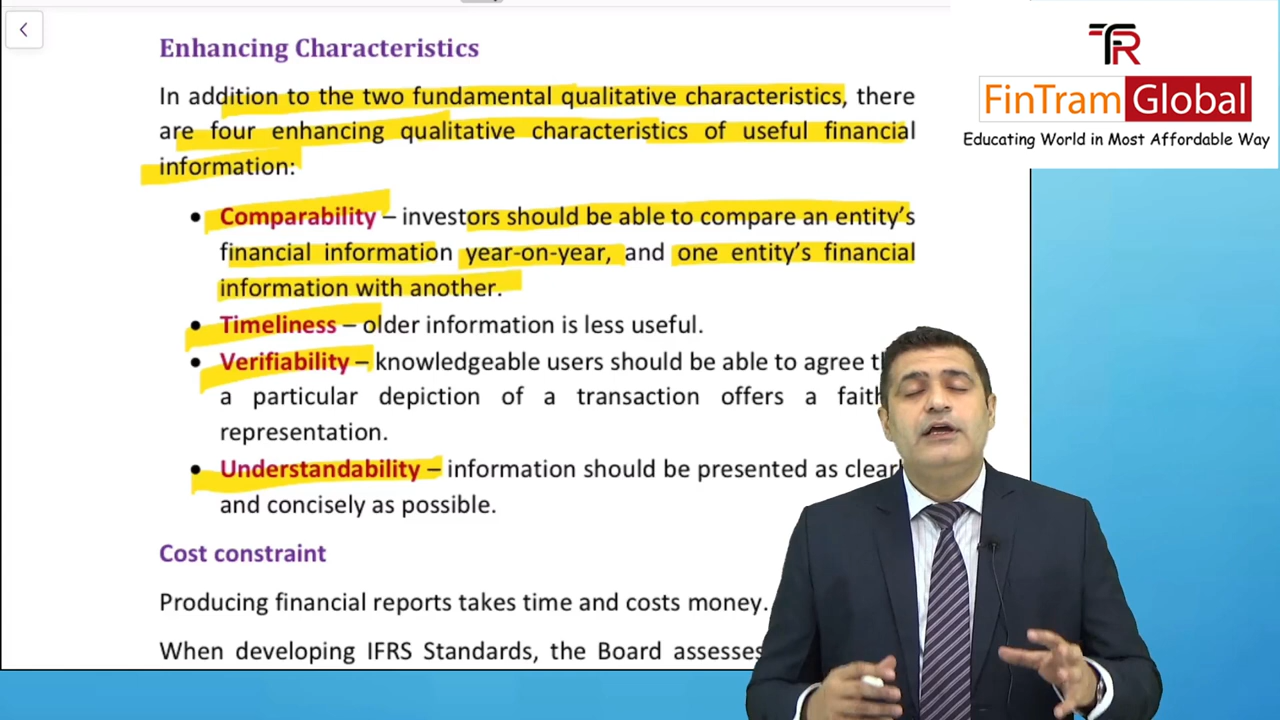 Enhancing Characteristics
In addition to the two fundamental qualitative characteristics, there
are four enhancing qualitative characteristics of useful financial
information:
• Comparability – investors should be able to compare an entity's
financial information year-on-year, and one entity's financial
information with another.
• Timeliness – older information is less useful.
• Verifiability – knowledgeable users should be able to agree
a particular depiction of a transaction offers a
representation.
• Understandability – information should be presented as
and concisely as possible.
Cost constraint
Producing financial reports takes time and costs money.
When developing IFRS Standards, the Board assesses
TFR
FinTram Global
Educating World in Most Affordable Way